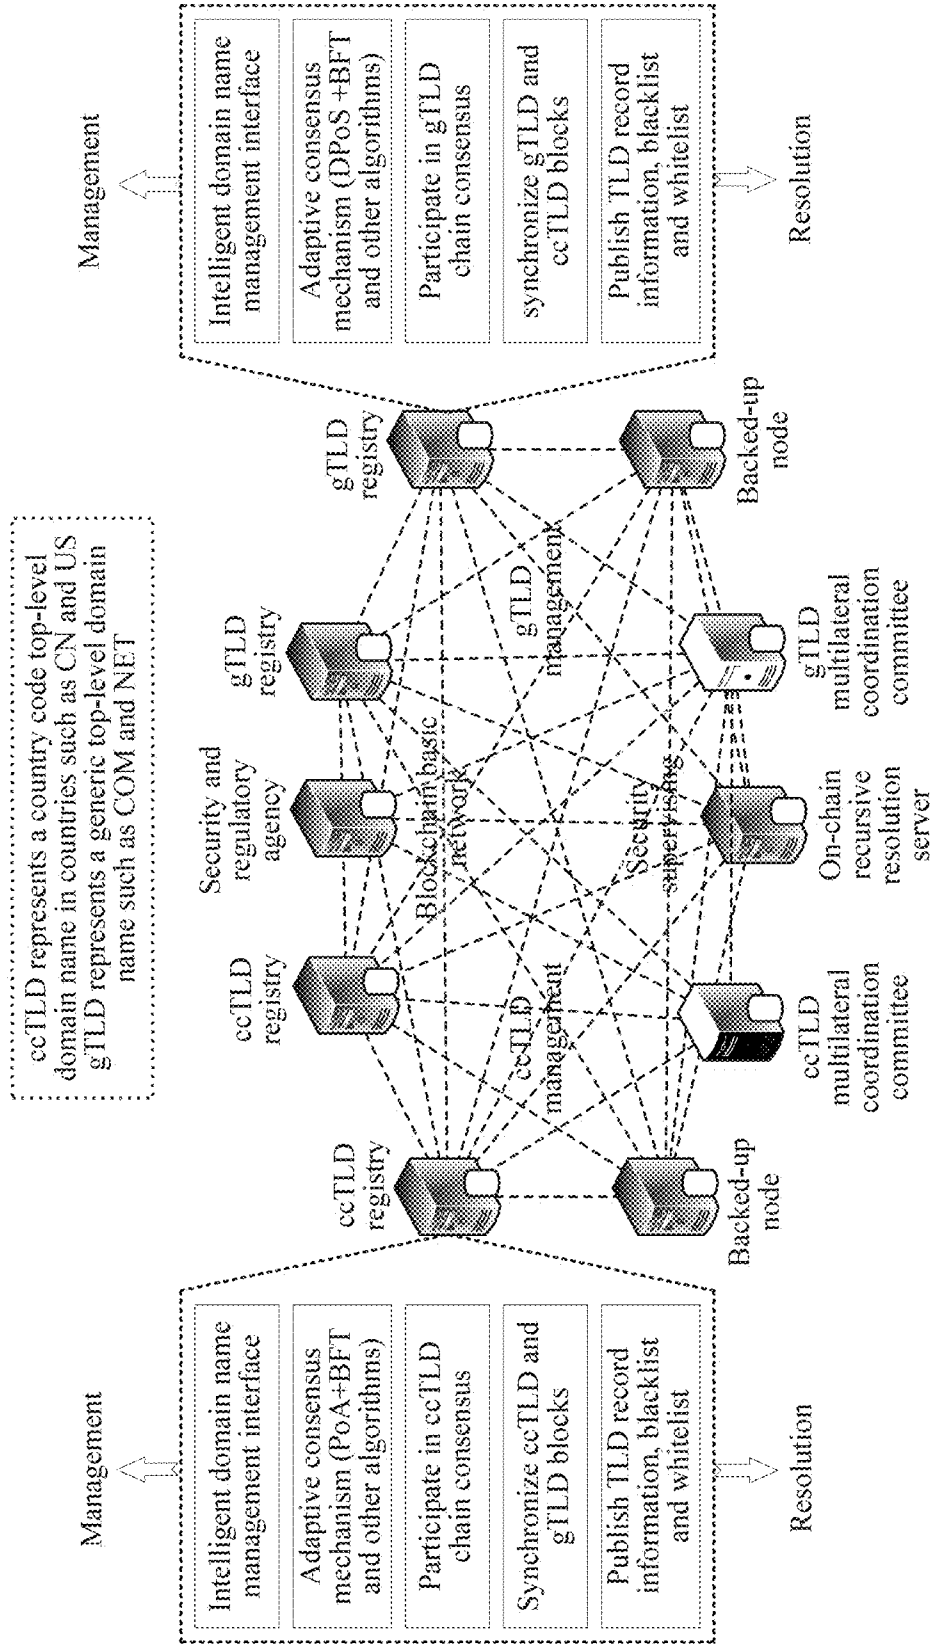 ccTLD represents a country code top-level
domain name in countries such as CN and US
gTLD represents a generic top-level domain
name such as COM and NET
Management
Intelligent domain name
management interface
Adaptive consensus
mechanism (PoA+BFT
and other algorithms)
Participate in ccTLD
chain consensus
Synchronize ccTLD and
gTLD blocks
Publish TLD record
information, blacklist
and whitelist
Resolution
ccTLD
registry
ccTLD
registry
Security and
regulatory
agency
gTLD
registry
gTLD
registry
Blockchain basic
network
ccTLD
management
gTLD
management
Security
supervising
Backed-up
node
ccTLD
multilateral
coordination
committee
On-chain
recursive
resolution
server
gTLD
multilateral
coordination
committee
Backed-up
node
Management
Intelligent domain name
management interface
Adaptive consensus
mechanism (DPoS +BFT
and other algorithms)
Participate in gTLD
chain consensus
synchronize gTLD and
ccTLD blocks
Publish TLD record
information, blacklist
and whitelist
Resolution